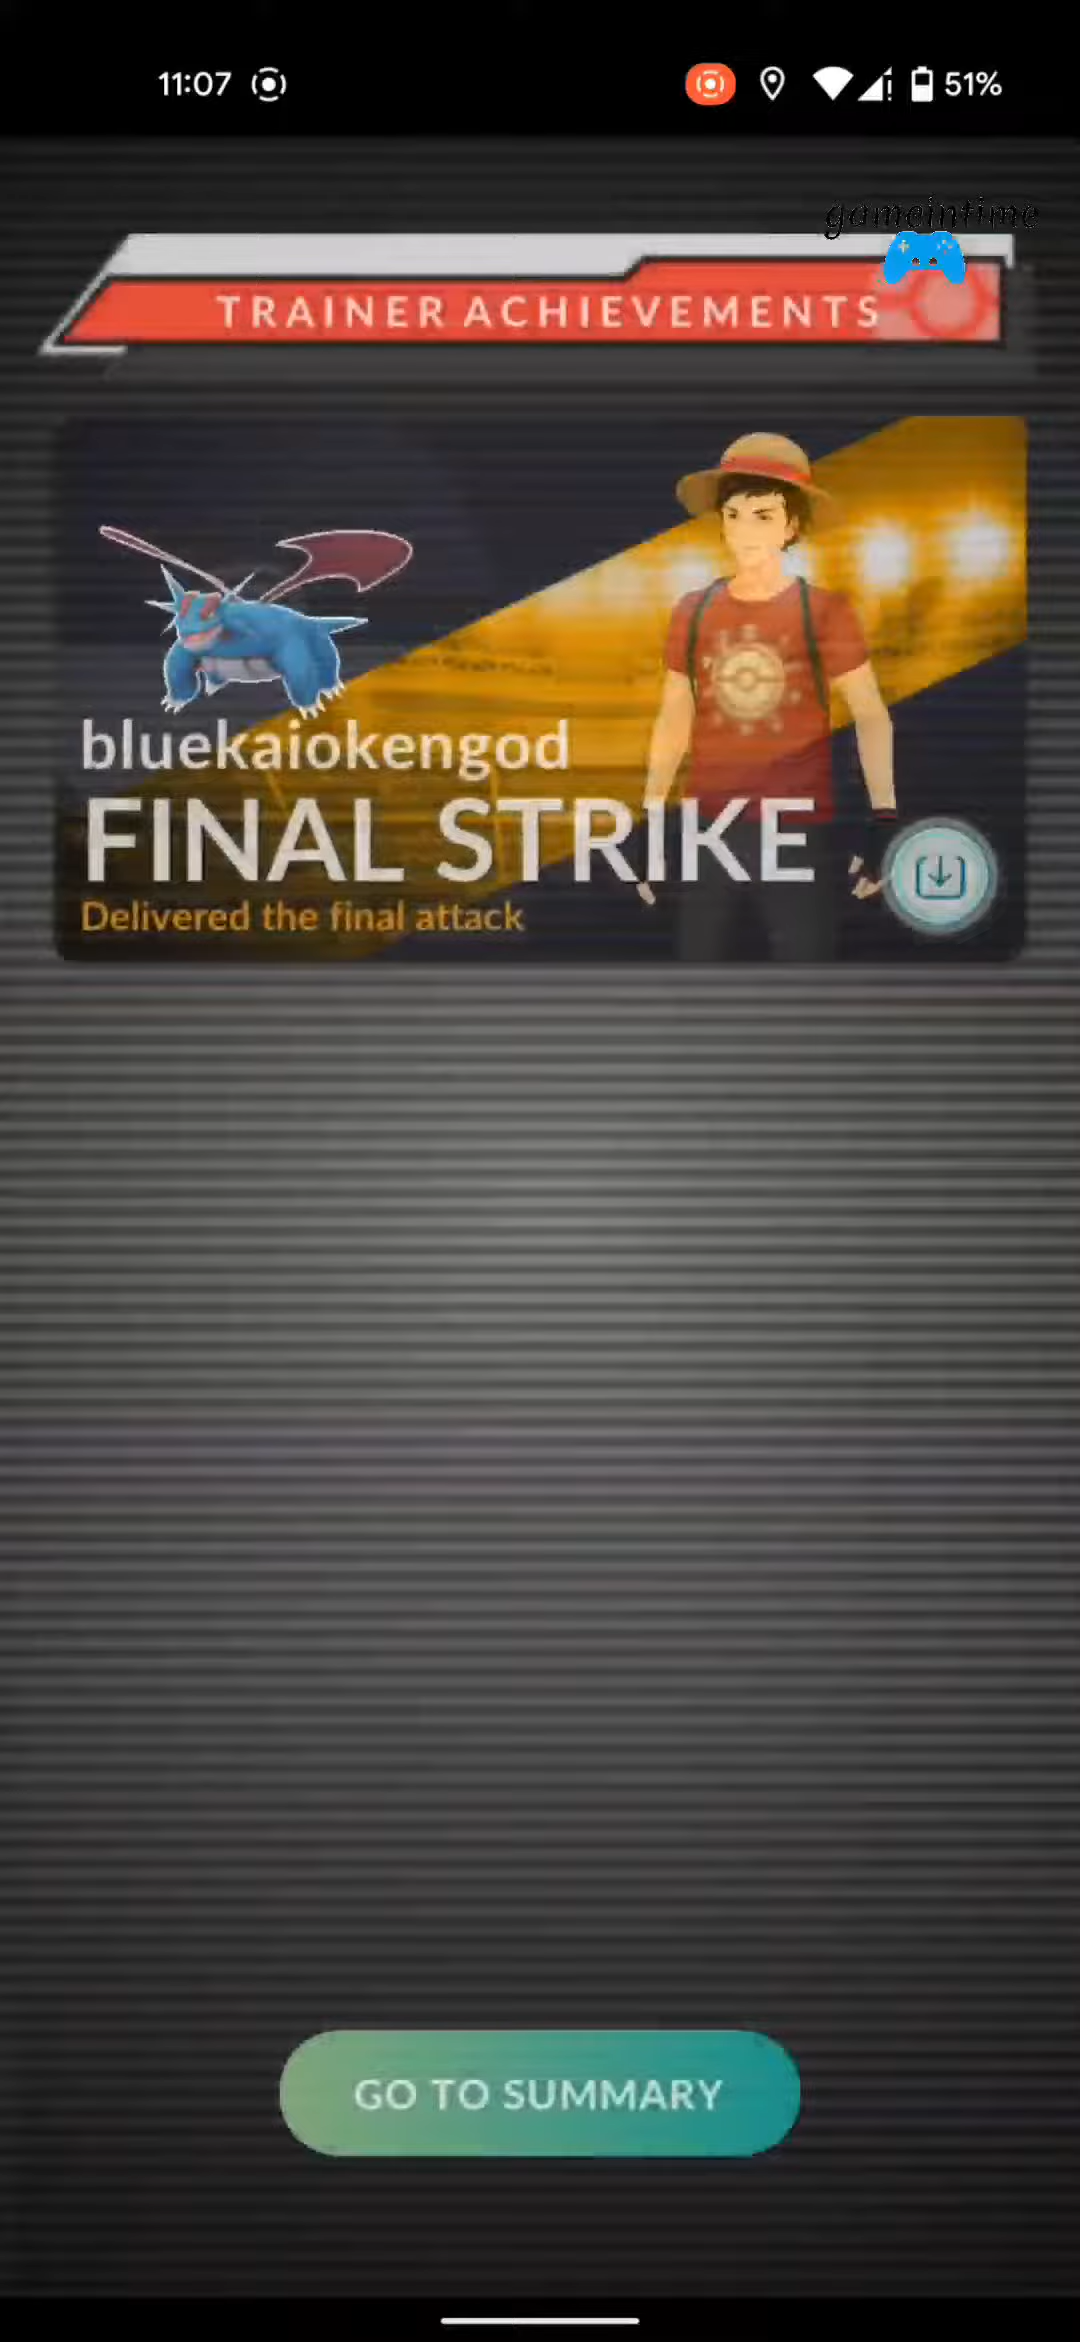 11:07
51%
gameintime
TRAINER ACHIEVEMENTS
bluekaiokengod
FINAL STRIKE
Delivered the final attack
GO TO SUMMARY